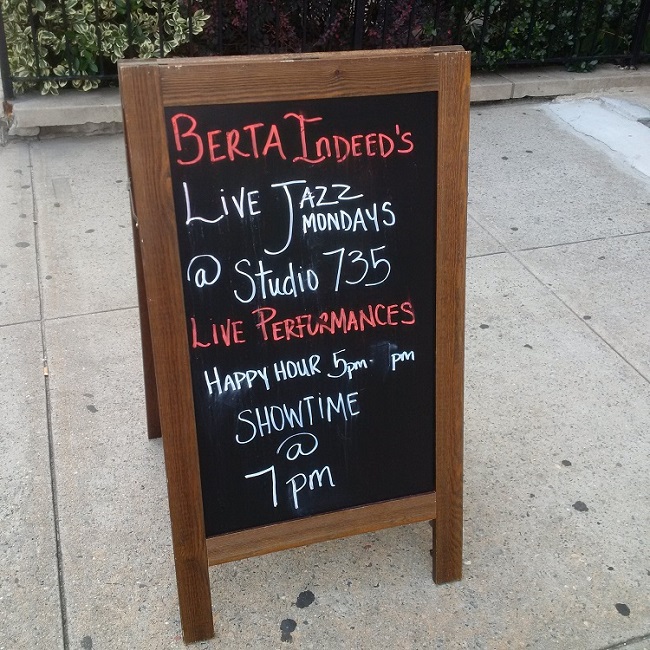 BERTA INDEED'S
LIVE JAZZ
MONDAYS
@ Studio 735
LIVE PERFORMANCES
HAPPY HOUR 5pm- pm
SHOWTIME
@
7pm